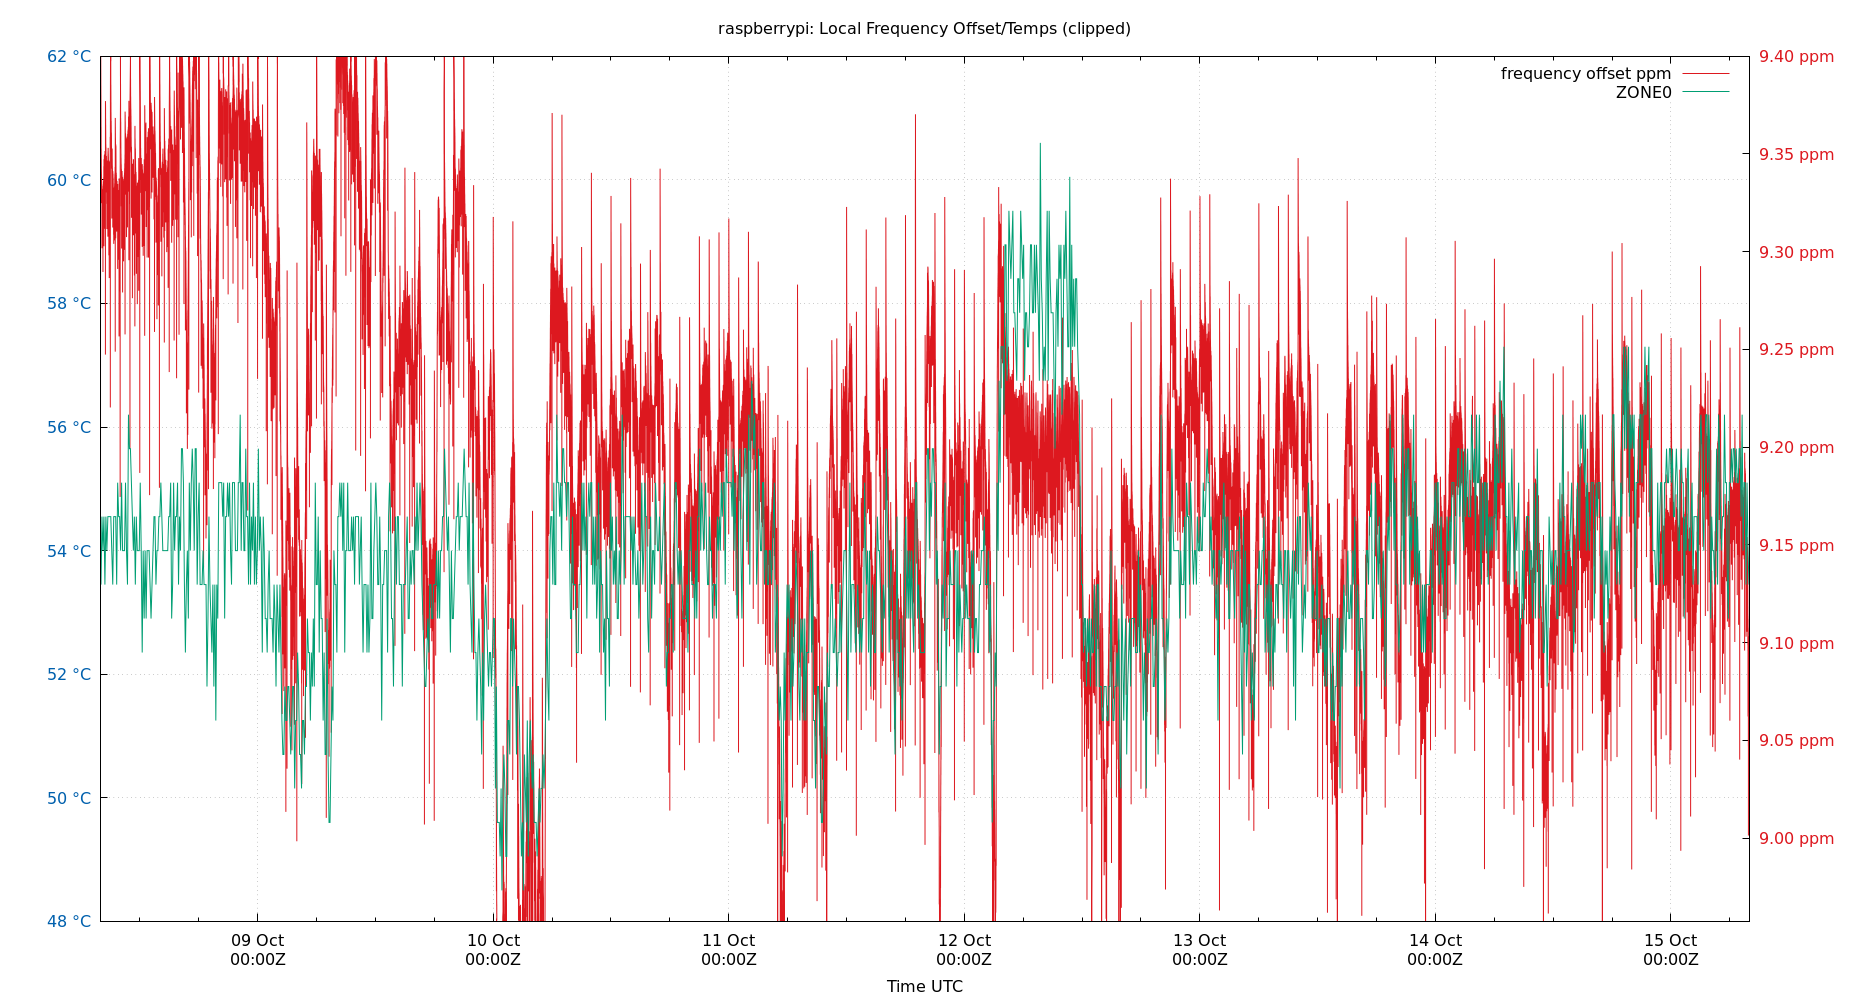 raspberrypi: Local Frequency Offset/Temps (clipped)
62 °C
60 °C
58 °C
56 °C
54 °C
52 °C
50 °C
48 °C
9.40 ppm
9.35 ppm
9.30 ppm
9.25 ppm
9.20 ppm
9.15 ppm
9.10 ppm
9.05 ppm
9.00 ppm
frequency offset ppm
ZONE0
09 Oct
00:00Z
10 Oct
00:00Z
11 Oct
00:00Z
12 Oct
00:00Z
13 Oct
00:00Z
14 Oct
00:00Z
15 Oct
00:00Z
Time UTC